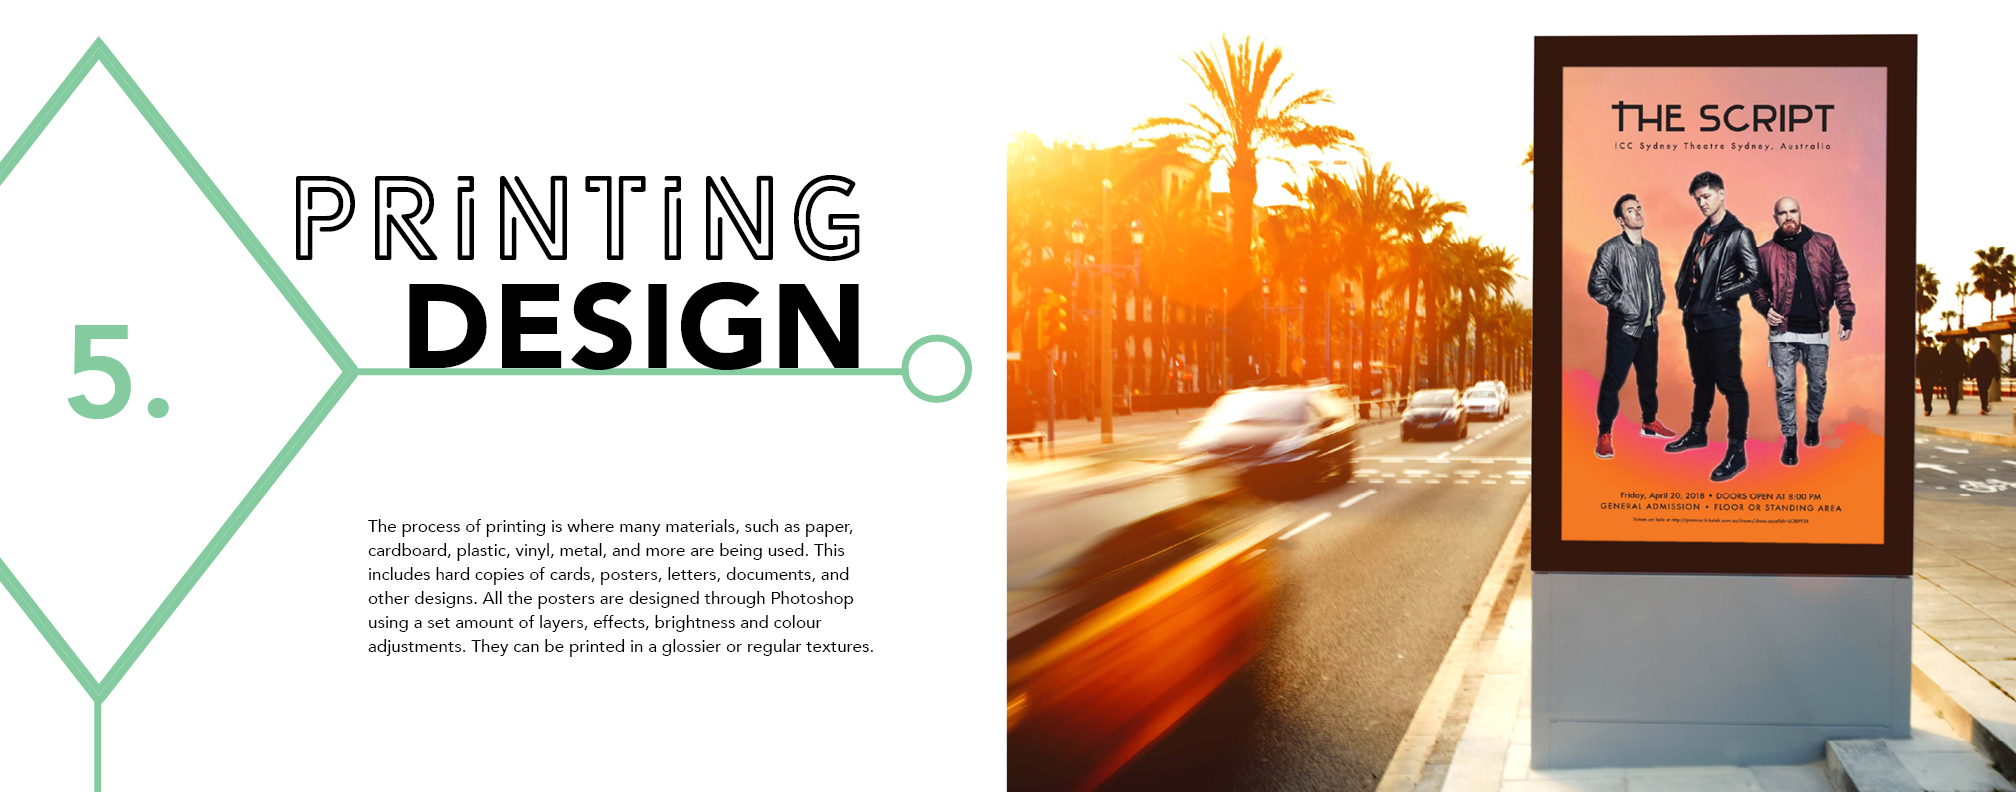 5.
PRiNTiNG
DESIGN
The process of printing is where many materials, such as paper,
cardboard, plastic, vinyl, metal, and more are being used. This
includes hard copies of cards, posters, letters, documents, and
other designs. All the posters are designed through Photoshop
using a set amount of layers, effects, brightness and colour
adjustments. They can be printed in a glossier or regular textures.
THE SCRIPT
ICC Sydney Theatre Sydney, Australia
Friday, April 20, 2018 • DOORS OPEN AT 8:00 PM
GENERAL ADMISSION • FLOOR OR STANDING AREA